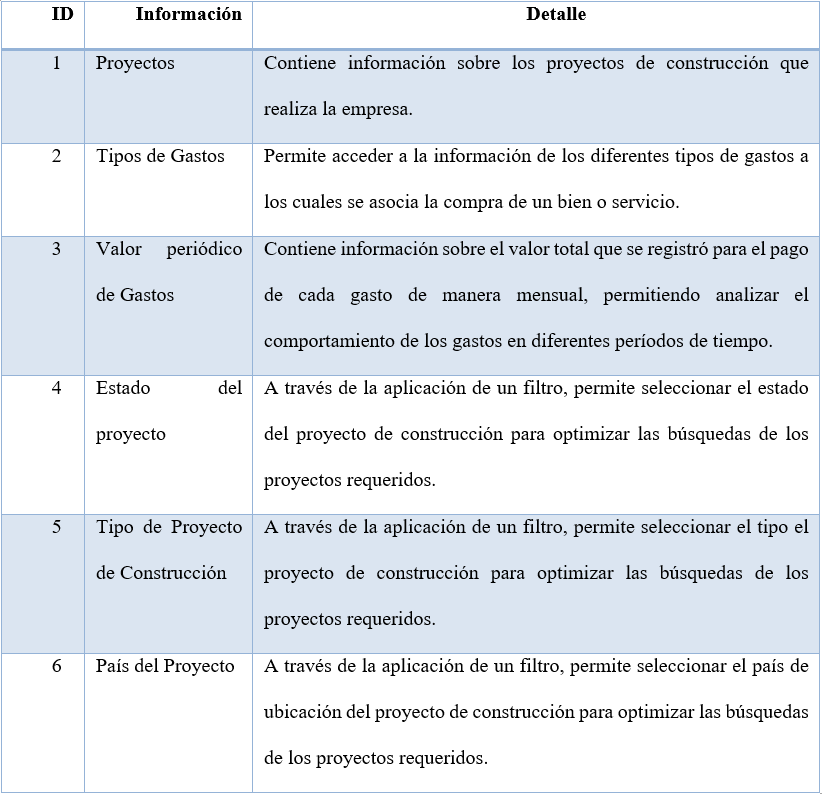 ID Información Detalle
1 Proyectos Contiene información sobre los proyectos de construcción que
realiza la empresa.
2 Tipos de Gastos Permite acceder a la información de los diferentes tipos de gastos a
los cuales se asocia la compra de un bien o servicio.
3 Valor periódico Contiene información sobre el valor total que se registró para el pago
de Gastos de cada gasto de manera mensual, permitiendo analizar el
comportamiento de los gastos en diferentes períodos de tiempo.
4 Estado del A través de la aplicación de un filtro, permite seleccionar el estado
proyecto del proyecto de construcción para optimizar las búsquedas de los
proyectos requeridos.
5 Tipo de Proyecto A través de la aplicación de un filtro, permite seleccionar el tipo el
de Construcción proyecto de construcción para optimizar las búsquedas de los
proyectos requeridos.
6 País del Proyecto A través de la aplicación de un filtro, permite seleccionar el país de
ubicación del proyecto de construcción para optimizar las búsquedas
de los proyectos requeridos.